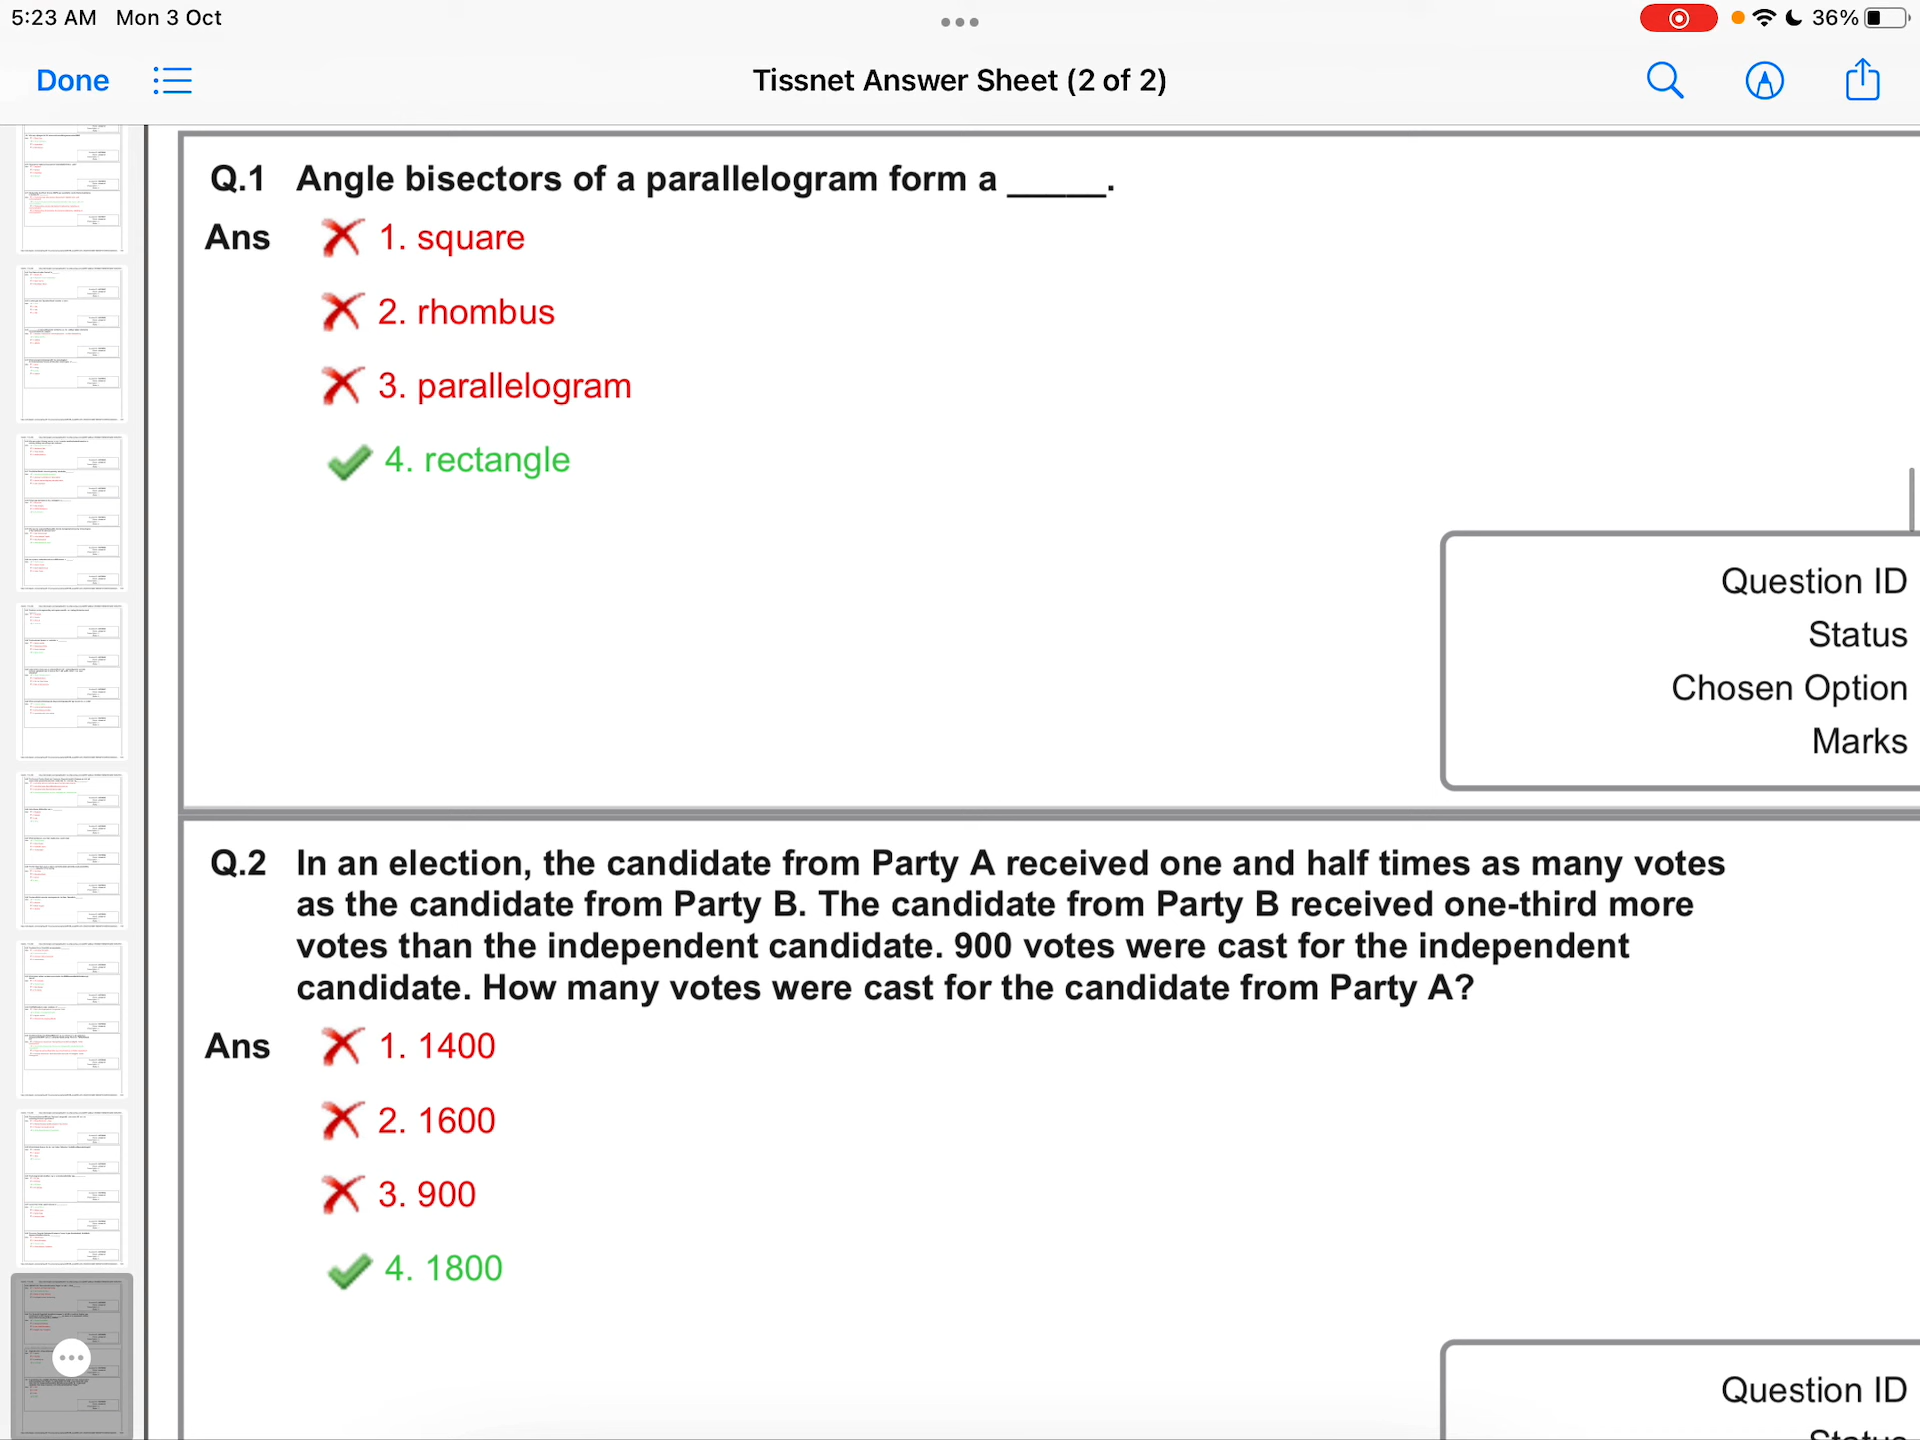 5:23 AM Mon 3 Oct
36%
Done
Tissnet Answer Sheet (2 of 2)
Q.1 Angle bisectors of a parallelogram form a _____.
Ans 1. square
2. rhombus
3. parallelogram
4. rectangle
Question ID
Status
Chosen Option
Marks
Q.2 In an election, the candidate from Party A received one and half times as many votes
as the candidate from Party B. The candidate from Party B received one-third more
votes than the independent candidate. 900 votes were cast for the independent
candidate. How many votes were cast for the candidate from Party A?
Ans 1. 1400
2. 1600
3. 900
4. 1800
Question ID
Status